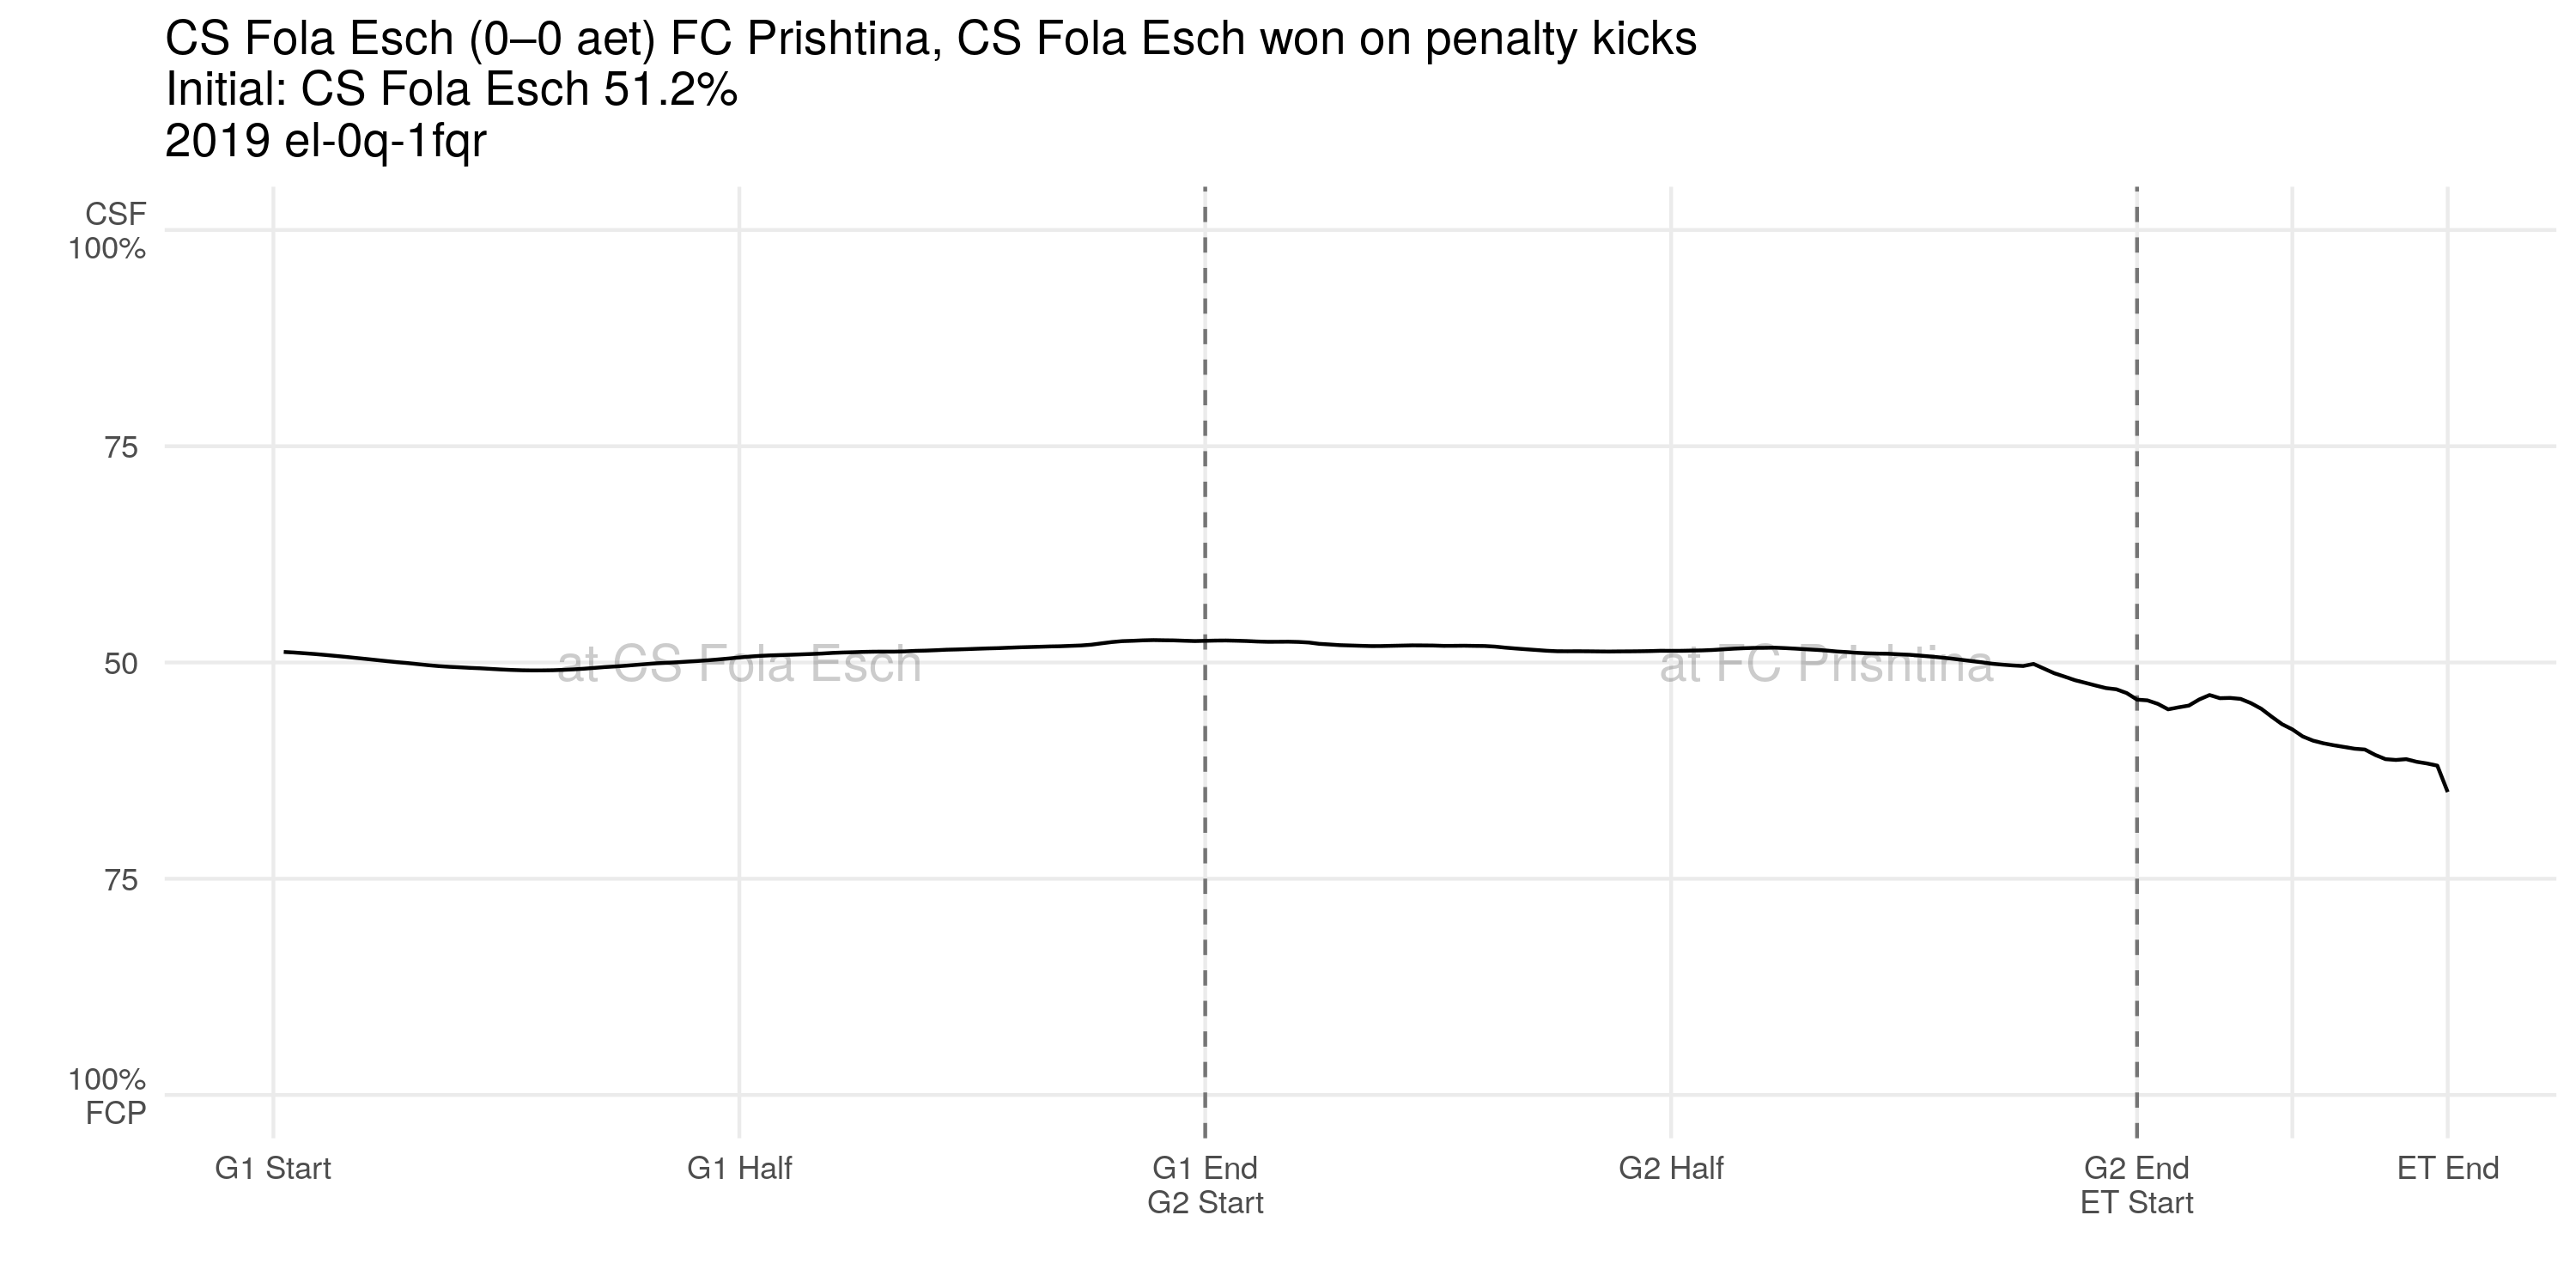 CS Fola Esch (0–0 aet) FC Prishtina, CS Fola Esch won on penalty kicks
Initial: CS Fola Esch 51.2%
2019 el-0q-1fqr
CSF
100%
75
50
75
100%
FCP
at CS Fola Esch
at FC Prishtina
G1 Start
G1 Half
G1 End
G2 Start
G2 Half
G2 End
ET Start
ET End